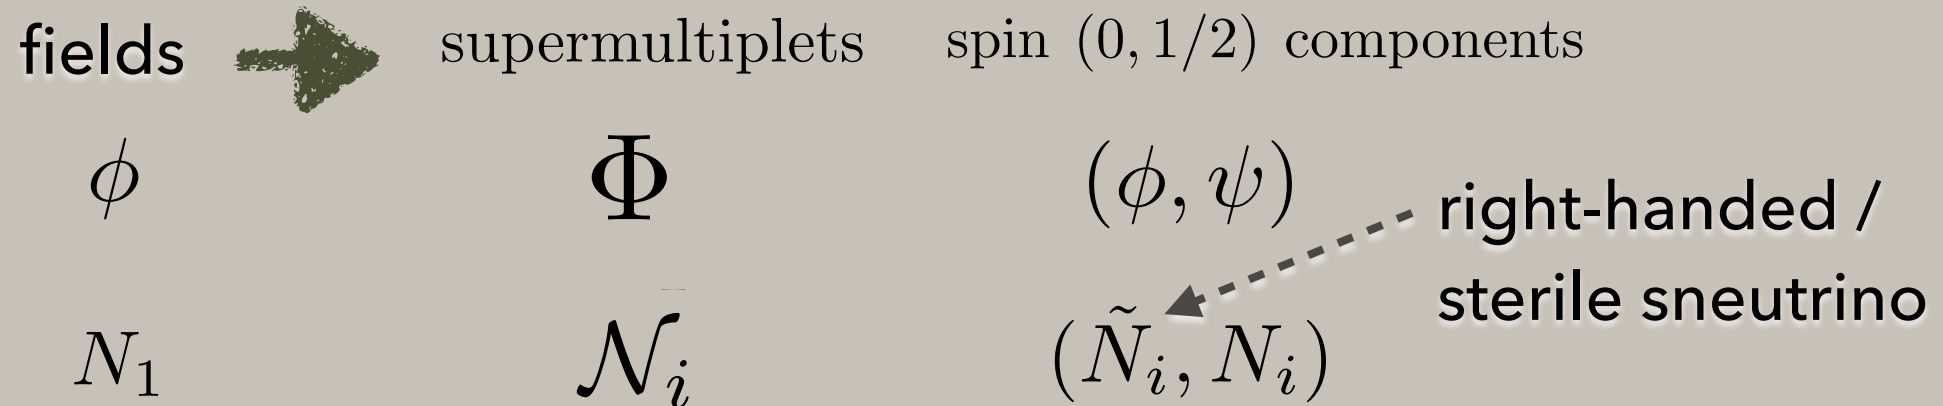 fields supermultiplets spin (0, 1/2) components
ϕ Φ (ϕ, ψ)
right-handed /
sterile sneutrino
N₁ 𝒩ᵢ (Ñᵢ, Nᵢ)